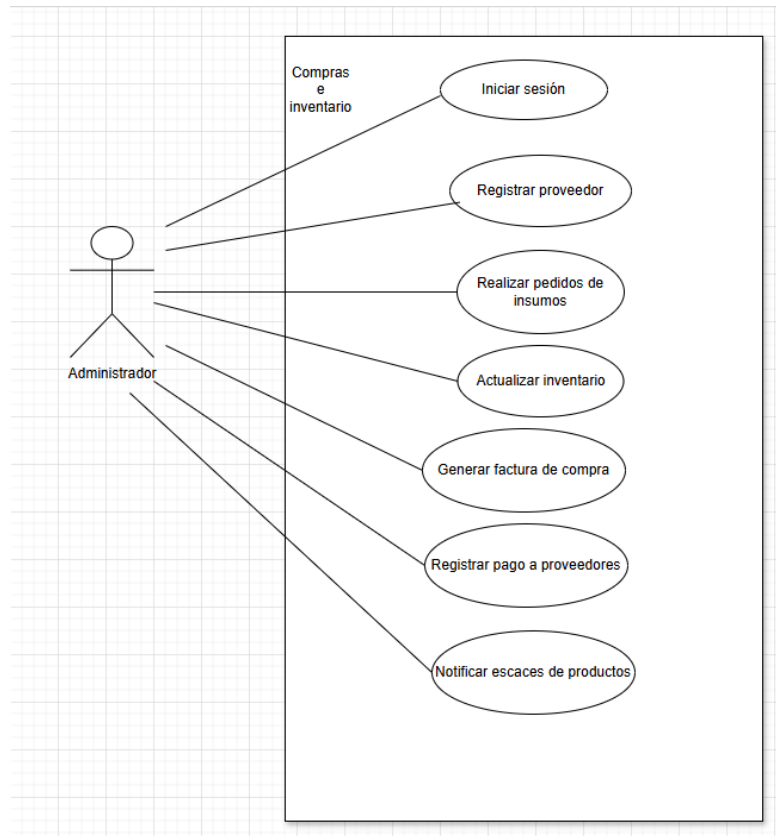 Compras
e
inventario
Iniciar sesión
Registrar proveedor
Realizar pedidos de
insumos
Actualizar inventario
Administrador
Generar factura de compra
Registrar pago a proveedores
Notificar escaces de productos